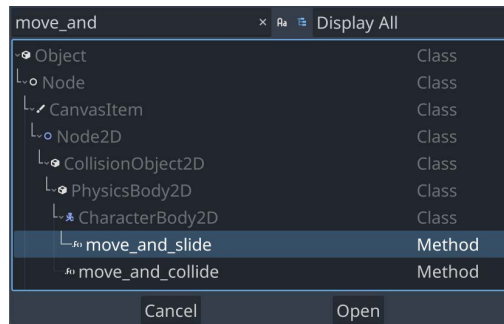 move_and × Aa Display All
Object Class
Node Class
CanvasItem Class
Node2D Class
CollisionObject2D Class
PhysicsBody2D Class
CharacterBody2D Class
move_and_slide Method
move_and_collide Method
Cancel Open